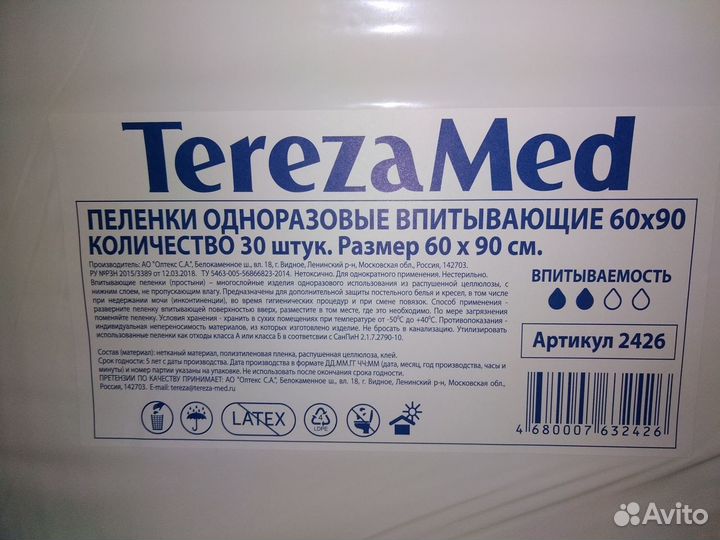 TerezaMed
ПЕЛЕНКИ ОДНОРАЗОВЫЕ ВПИТЫВАЮЩИЕ 60x90
КОЛИЧЕСТВО 30 штук. Размер 60 х 90 см.
Производитель: АО "Оптекс С.А.", Белокаменное ш., вл. 18, г. Видное, Ленинский р-н, Московская обл., Россия, 142703.
РУ №РЗН 2015/3389 от 12.03.2018. ТУ 5463-005-56866823-2014. Нетоксично. Для однократного применения. Нестерильно.
Впитывающие пеленки (простыни) – многослойные изделия одноразового использования из распушенной целлюлозы, с
нижним слоем, не пропускающим влагу. Предназначены для дополнительной защиты постельного белья и кресел, в том числе
при недержании мочи (инконтиненции), во время гигиенических процедур и при смене повязок. Способ применения -
разверните пеленку впитывающей поверхностью вверх, разместите в том месте, где это необходимо. По мере загрязнения
поменяйте пеленку. Условия хранения - хранить в сухих помещениях при температуре от -50°С до +40°С. Противопоказания -
индивидуальная непереносимость материалов, из которых изготовлено изделие. Не бросать в канализацию. Утилизировать
использованные пеленки как отходы класса А или класса Б в соответствии с СанПиН 2.1.7.2790-10.
ВПИТЫВАЕМОСТЬ
Артикул 2426
Состав (материал): нетканый материал, полиэтиленовая пленка, распушенная целлюлоза, клей.
Срок годности: 5 лет с даты производства. Дата производства в формате ДД.ММ.ГГ ЧЧ:ММ (дата, месяц, год производства, часы и
минуты) и номер партии указаны на упаковке. Не использовать после окончания срока годности.
ПРЕТЕНЗИИ ПО КАЧЕСТВУ ПРИНИМАЕТ: АО "Оптекс С.А.", Белокаменное ш., вл. 18, г. Видное, Ленинский р-н, Московская обл.,
Россия, 142703. E-mail: tereza@tereza-med.ru
LATEX
4
LDPE
4 680007 632426
Avito